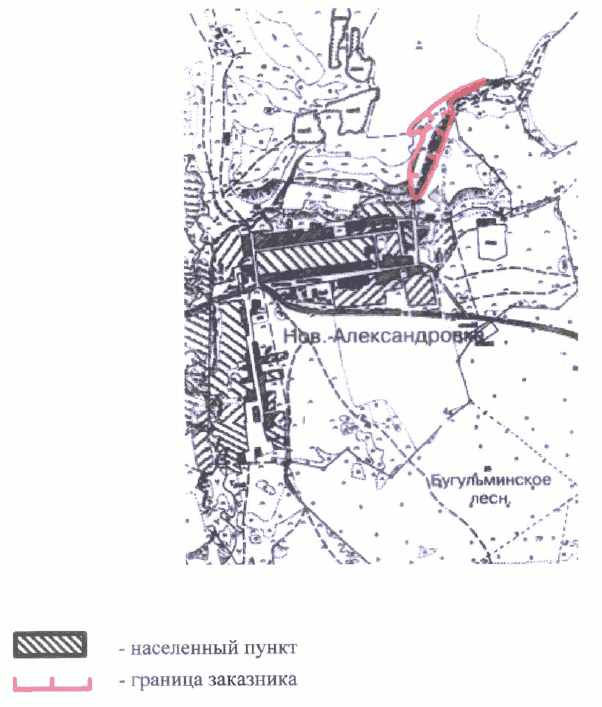 Нов. Александровка
Бугульминское
лесн.
- населенный пункт
- граница заказника